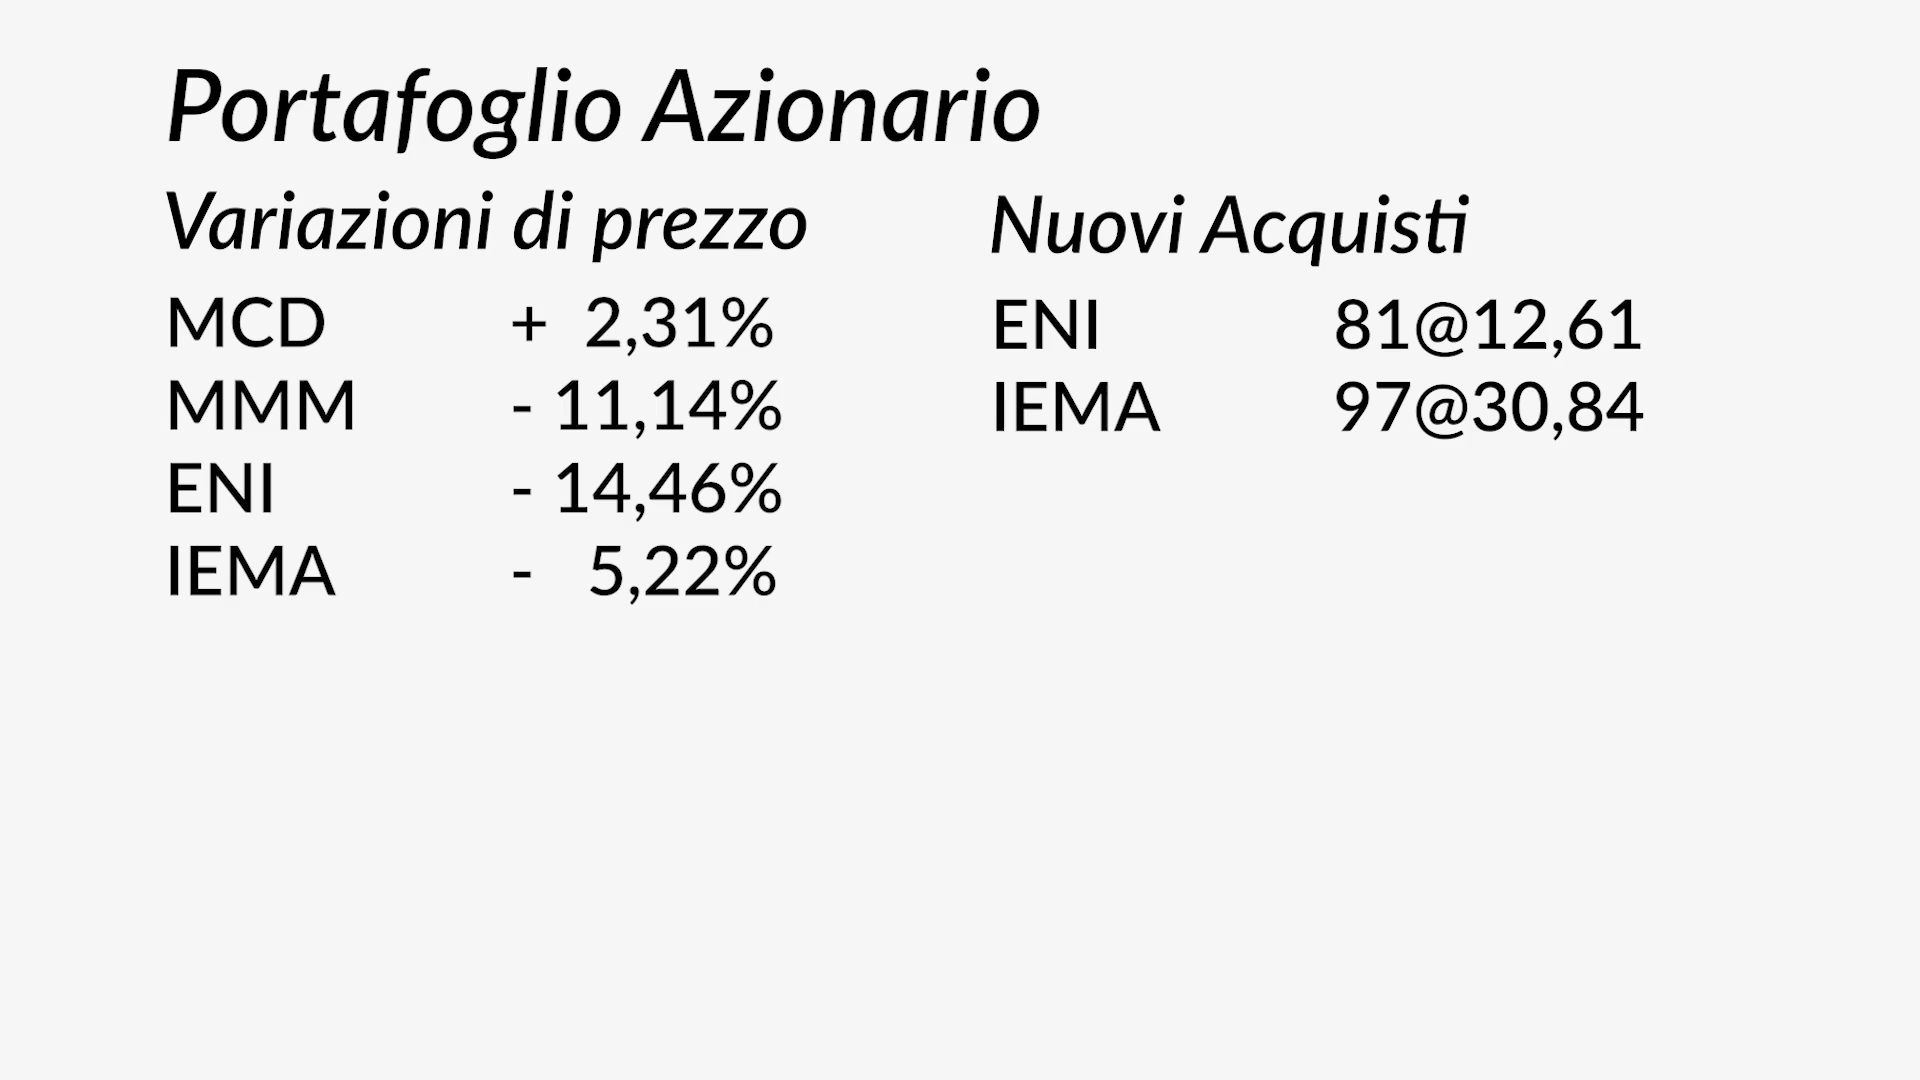 Portafoglio Azionario
Variazioni di prezzo
MCD + 2,31%
MMM - 11,14%
ENI - 14,46%
IEMA - 5,22%
Nuovi Acquisti
ENI 81@12,61
IEMA 97@30,84